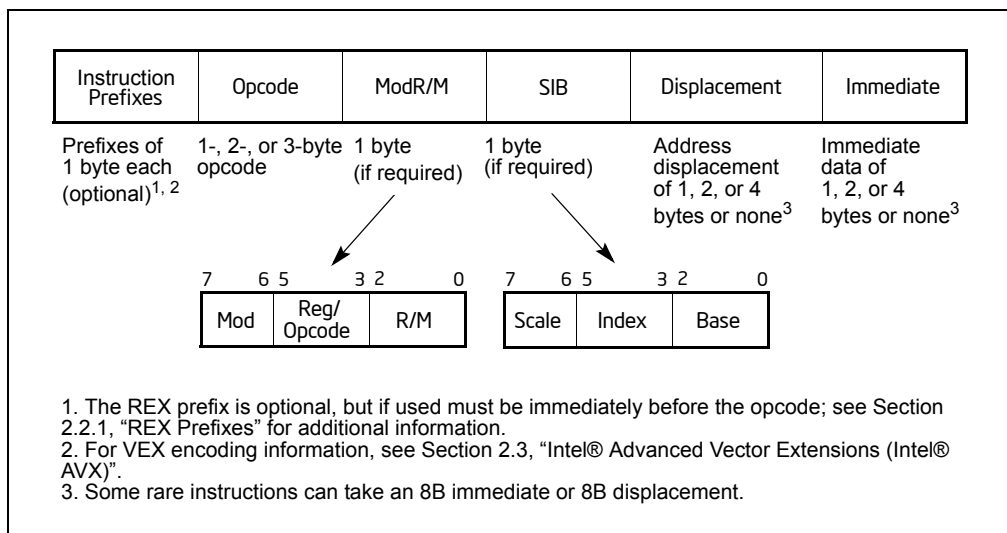 Instruction Prefixes
Opcode
ModR/M
SIB
Displacement
Immediate
Prefixes of
1 byte each
(optional)1, 2
1-, 2-, or 3-byte
opcode
1 byte
(if required)
1 byte
(if required)
Address
displacement
of 1, 2, or 4
bytes or none3
Immediate
data of
1, 2, or 4
bytes or none3
7 6 5 3 2 0
Mod
Reg/
Opcode
R/M
7 6 5 3 2 0
Scale
Index
Base
1. The REX prefix is optional, but if used must be immediately before the opcode; see Section
2.2.1, “REX Prefixes” for additional information.
2. For VEX encoding information, see Section 2.3, “Intel® Advanced Vector Extensions (Intel®
AVX)”.
3. Some rare instructions can take an 8B immediate or 8B displacement.